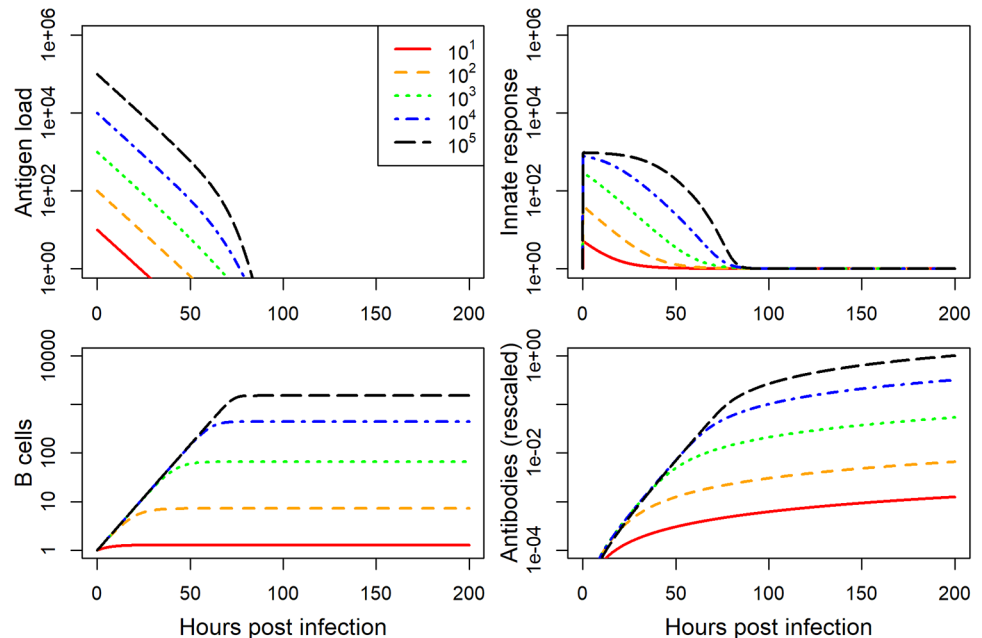 Antigen load
1e+06
1e+04
1e+02
1e+00
0 50 100 150 200
10^1
10^2
10^3
10^4
10^5
Innate response
1e+06
1e+04
1e+02
1e+00
0 50 100 150 200
B cells
10000
100
10
1
0 50 100 150 200
Hours post infection
Antibodies (rescaled)
1e+00
1e-02
1e-04
0 50 100 150 200
Hours post infection